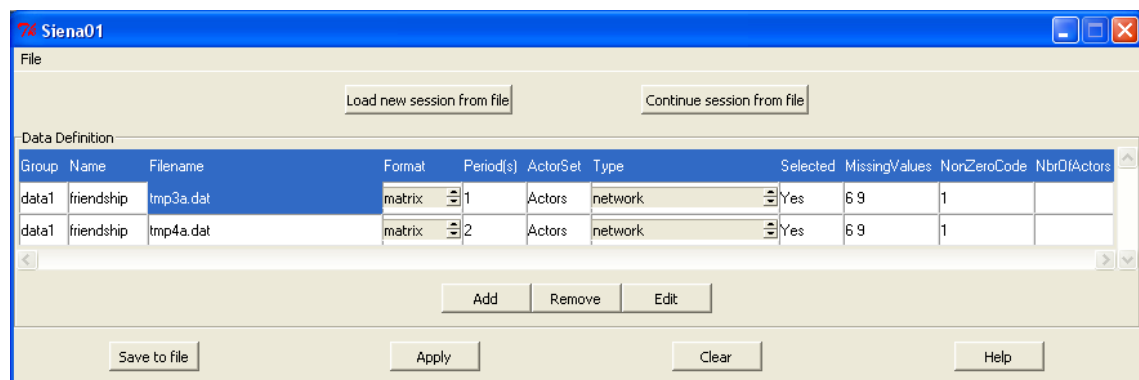 Siena01
File
Load new session from file Continue session from file
Data Definition
Group Name Filename Format Period(s) ActorSet Type Selected MissingValues NonZeroCode NbrOfActors
data1 friendship tmp3a.dat matrix 1 Actors network Yes 6 9 1
data1 friendship tmp4a.dat matrix 2 Actors network Yes 6 9 1
Add Remove Edit
Save to file Apply Clear Help